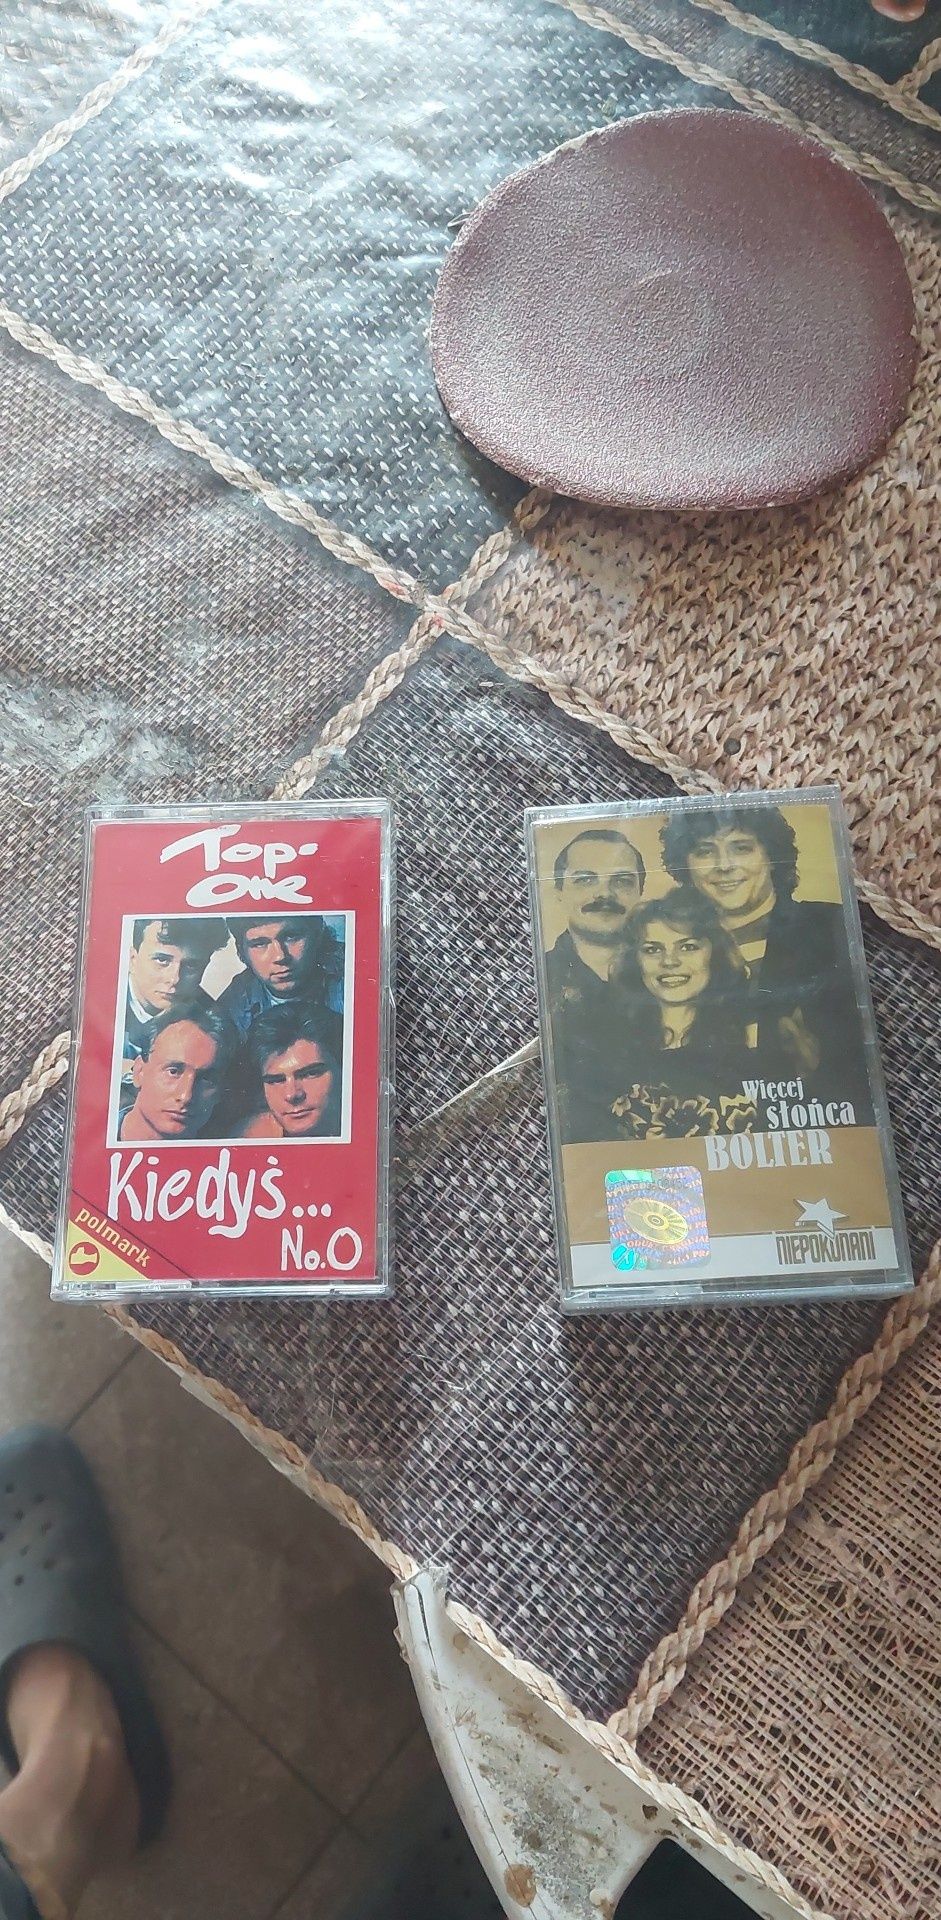 Top-
One
Kiedyś...
No.0
polmark
Więcej
słońca
BOLTER
NIEPOKONANI